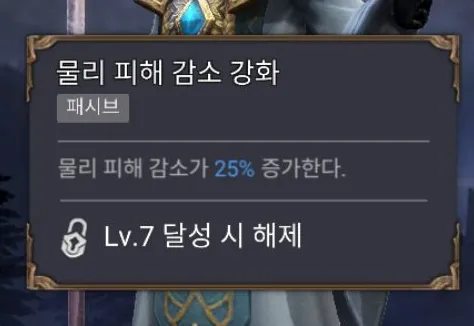 물리 피해 감소 강화
패시브
물리 피해 감소가 25% 증가한다.
Lv.7 달성 시 해제